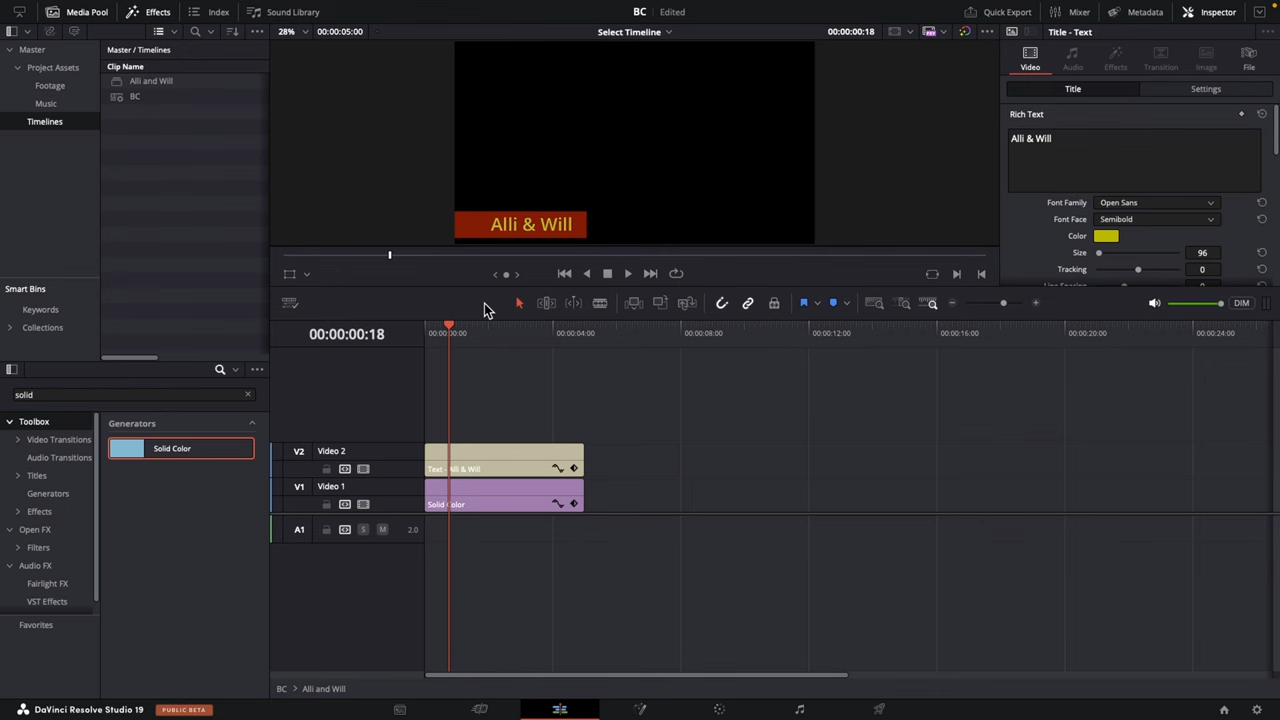 Media Pool Effects Index Sound Library BC Edited Quick Export Mixer Metadata Inspector
28% 00:00:05:00 Select Timeline 00:00:00:18 Title - Text
Master
Project Assets
Footage
Music
Timelines
Master / Timelines
Clip Name
Alli and Will
BC
Alli & Will
Video Audio Effects Transition Image File
Title Settings
Rich Text
Alli & Will
Font Family Open Sans
Font Face Semibold
Color
Size 96
Tracking 0
Smart Bins
Keywords
Collections
DIM
00:00:00:18
00:00:00:00 00:00:04:00 00:00:08:00 00:00:12:00 00:00:16:00 00:00:20:00 00:00:24:00
solid
Toolbox
Video Transitions
Audio Transitions
Titles
Generators
Effects
Open FX
Filters
Audio FX
Fairlight FX
VST Effects
Favorites
Generators
Solid Color
V2 Video 2
Text - Alli & Will
V1 Video 1
Solid Color
A1 S M 2.0
BC > Alli and Will
DaVinci Resolve Studio 19 PUBLIC BETA